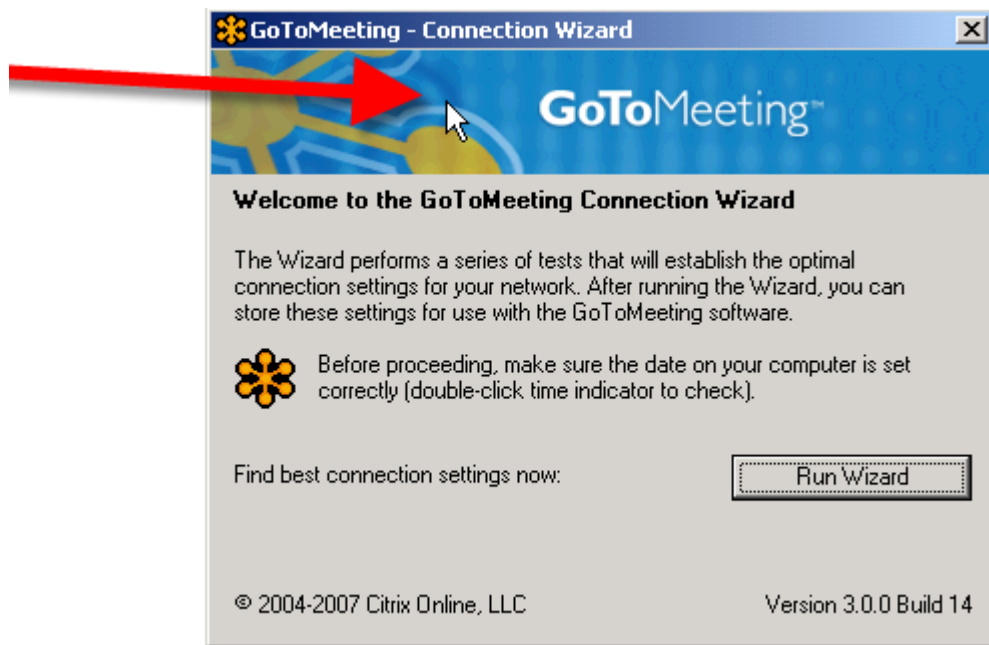 GoToMeeting - Connection Wizard
GoToMeeting™
Welcome to the GoToMeeting Connection Wizard
The Wizard performs a series of tests that will establish the optimal
connection settings for your network. After running the Wizard, you can
store these settings for use with the GoToMeeting software.
Before proceeding, make sure the date on your computer is set
correctly (double-click time indicator to check).
Find best connection settings now:
Run Wizard
© 2004-2007 Citrix Online, LLC
Version 3.0.0 Build 14